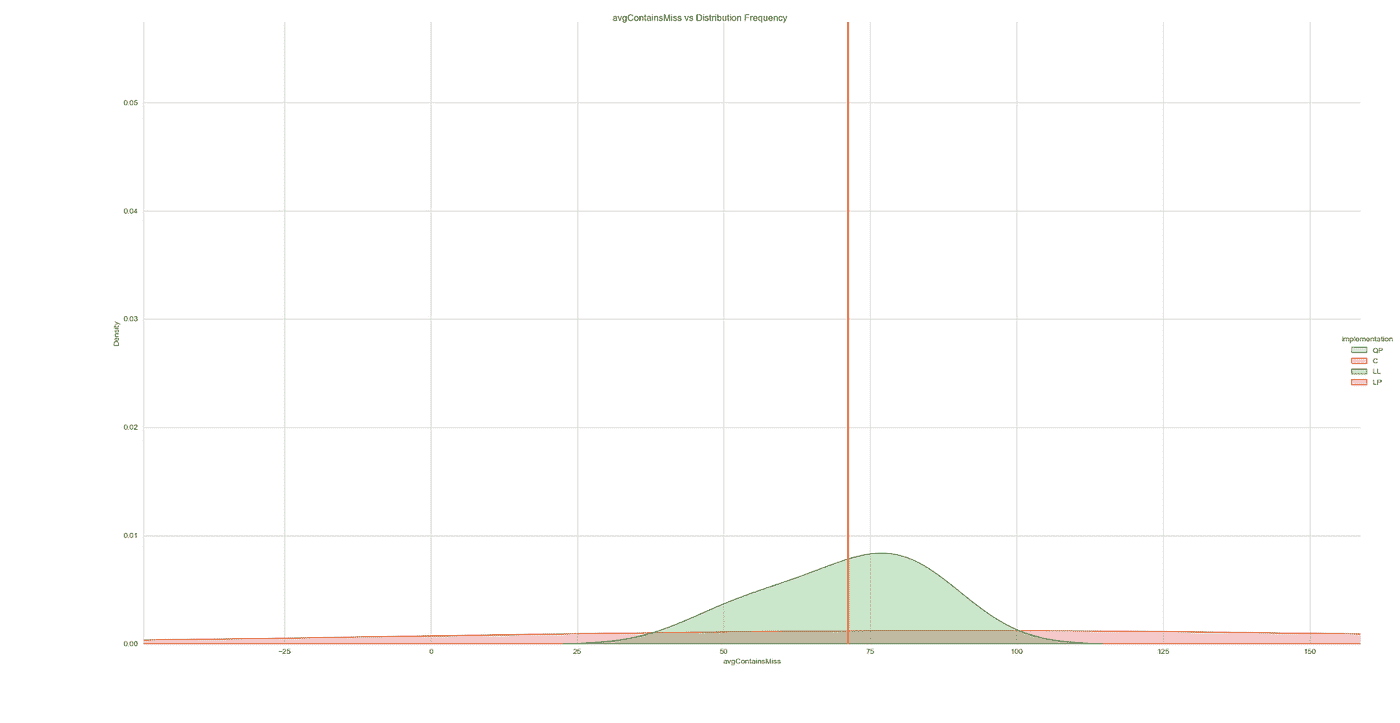 avgContainsMiss vs Distribution Frequency
0.05
0.04
0.03
0.02
0.01
0.00
Density
−25
0
25
50
75
100
125
150
avgContainsMiss
implementation
QP
C
LL
LP